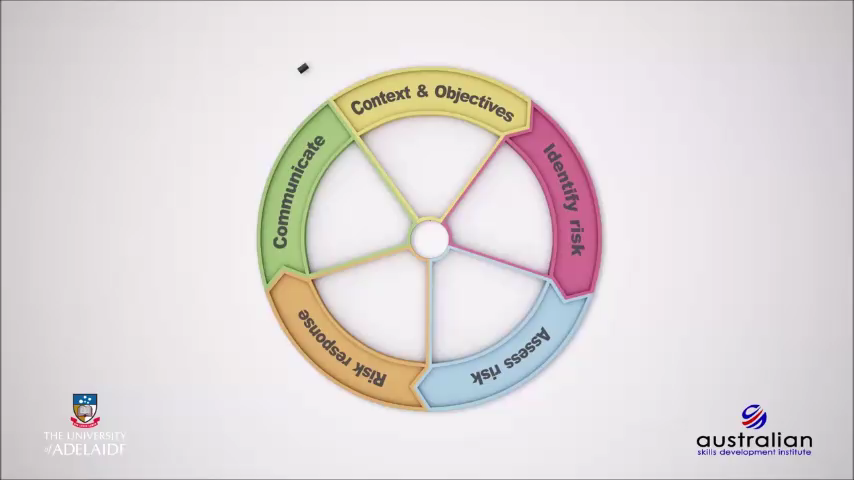 Context & Objectives
Identify risk
Assess risk
Risk response
Communicate
THE UNIVERSITY
of ADELAIDE
australian
skills development institute